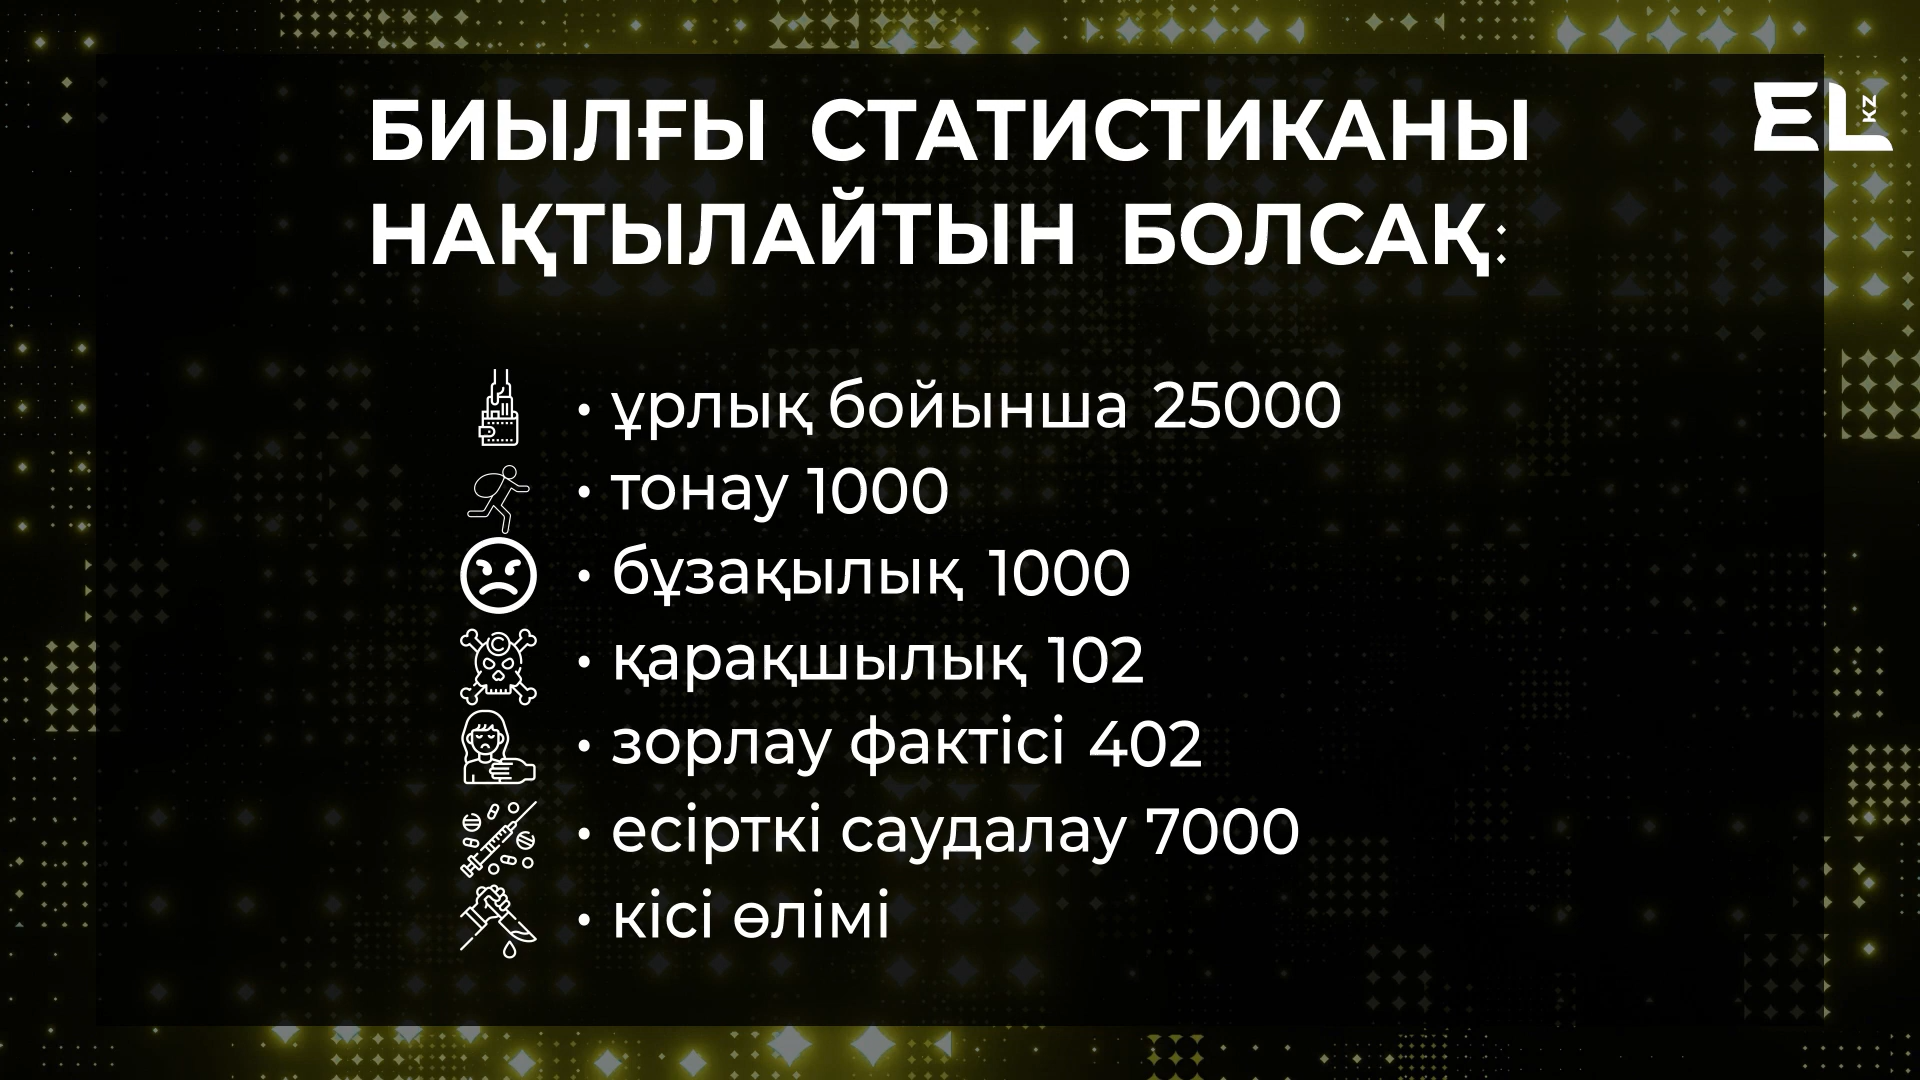 БИЫЛҒЫ СТАТИСТИКАНЫ
НАҚТЫЛАЙТЫН БОЛСАҚ:
EL KZ
• ұрлық бойынша 25000
• тонау 1000
• бұзақылық 1000
• қарақшылық 102
• зорлау фактісі 402
• есірткі саудалау 7000
• кісі өлімі